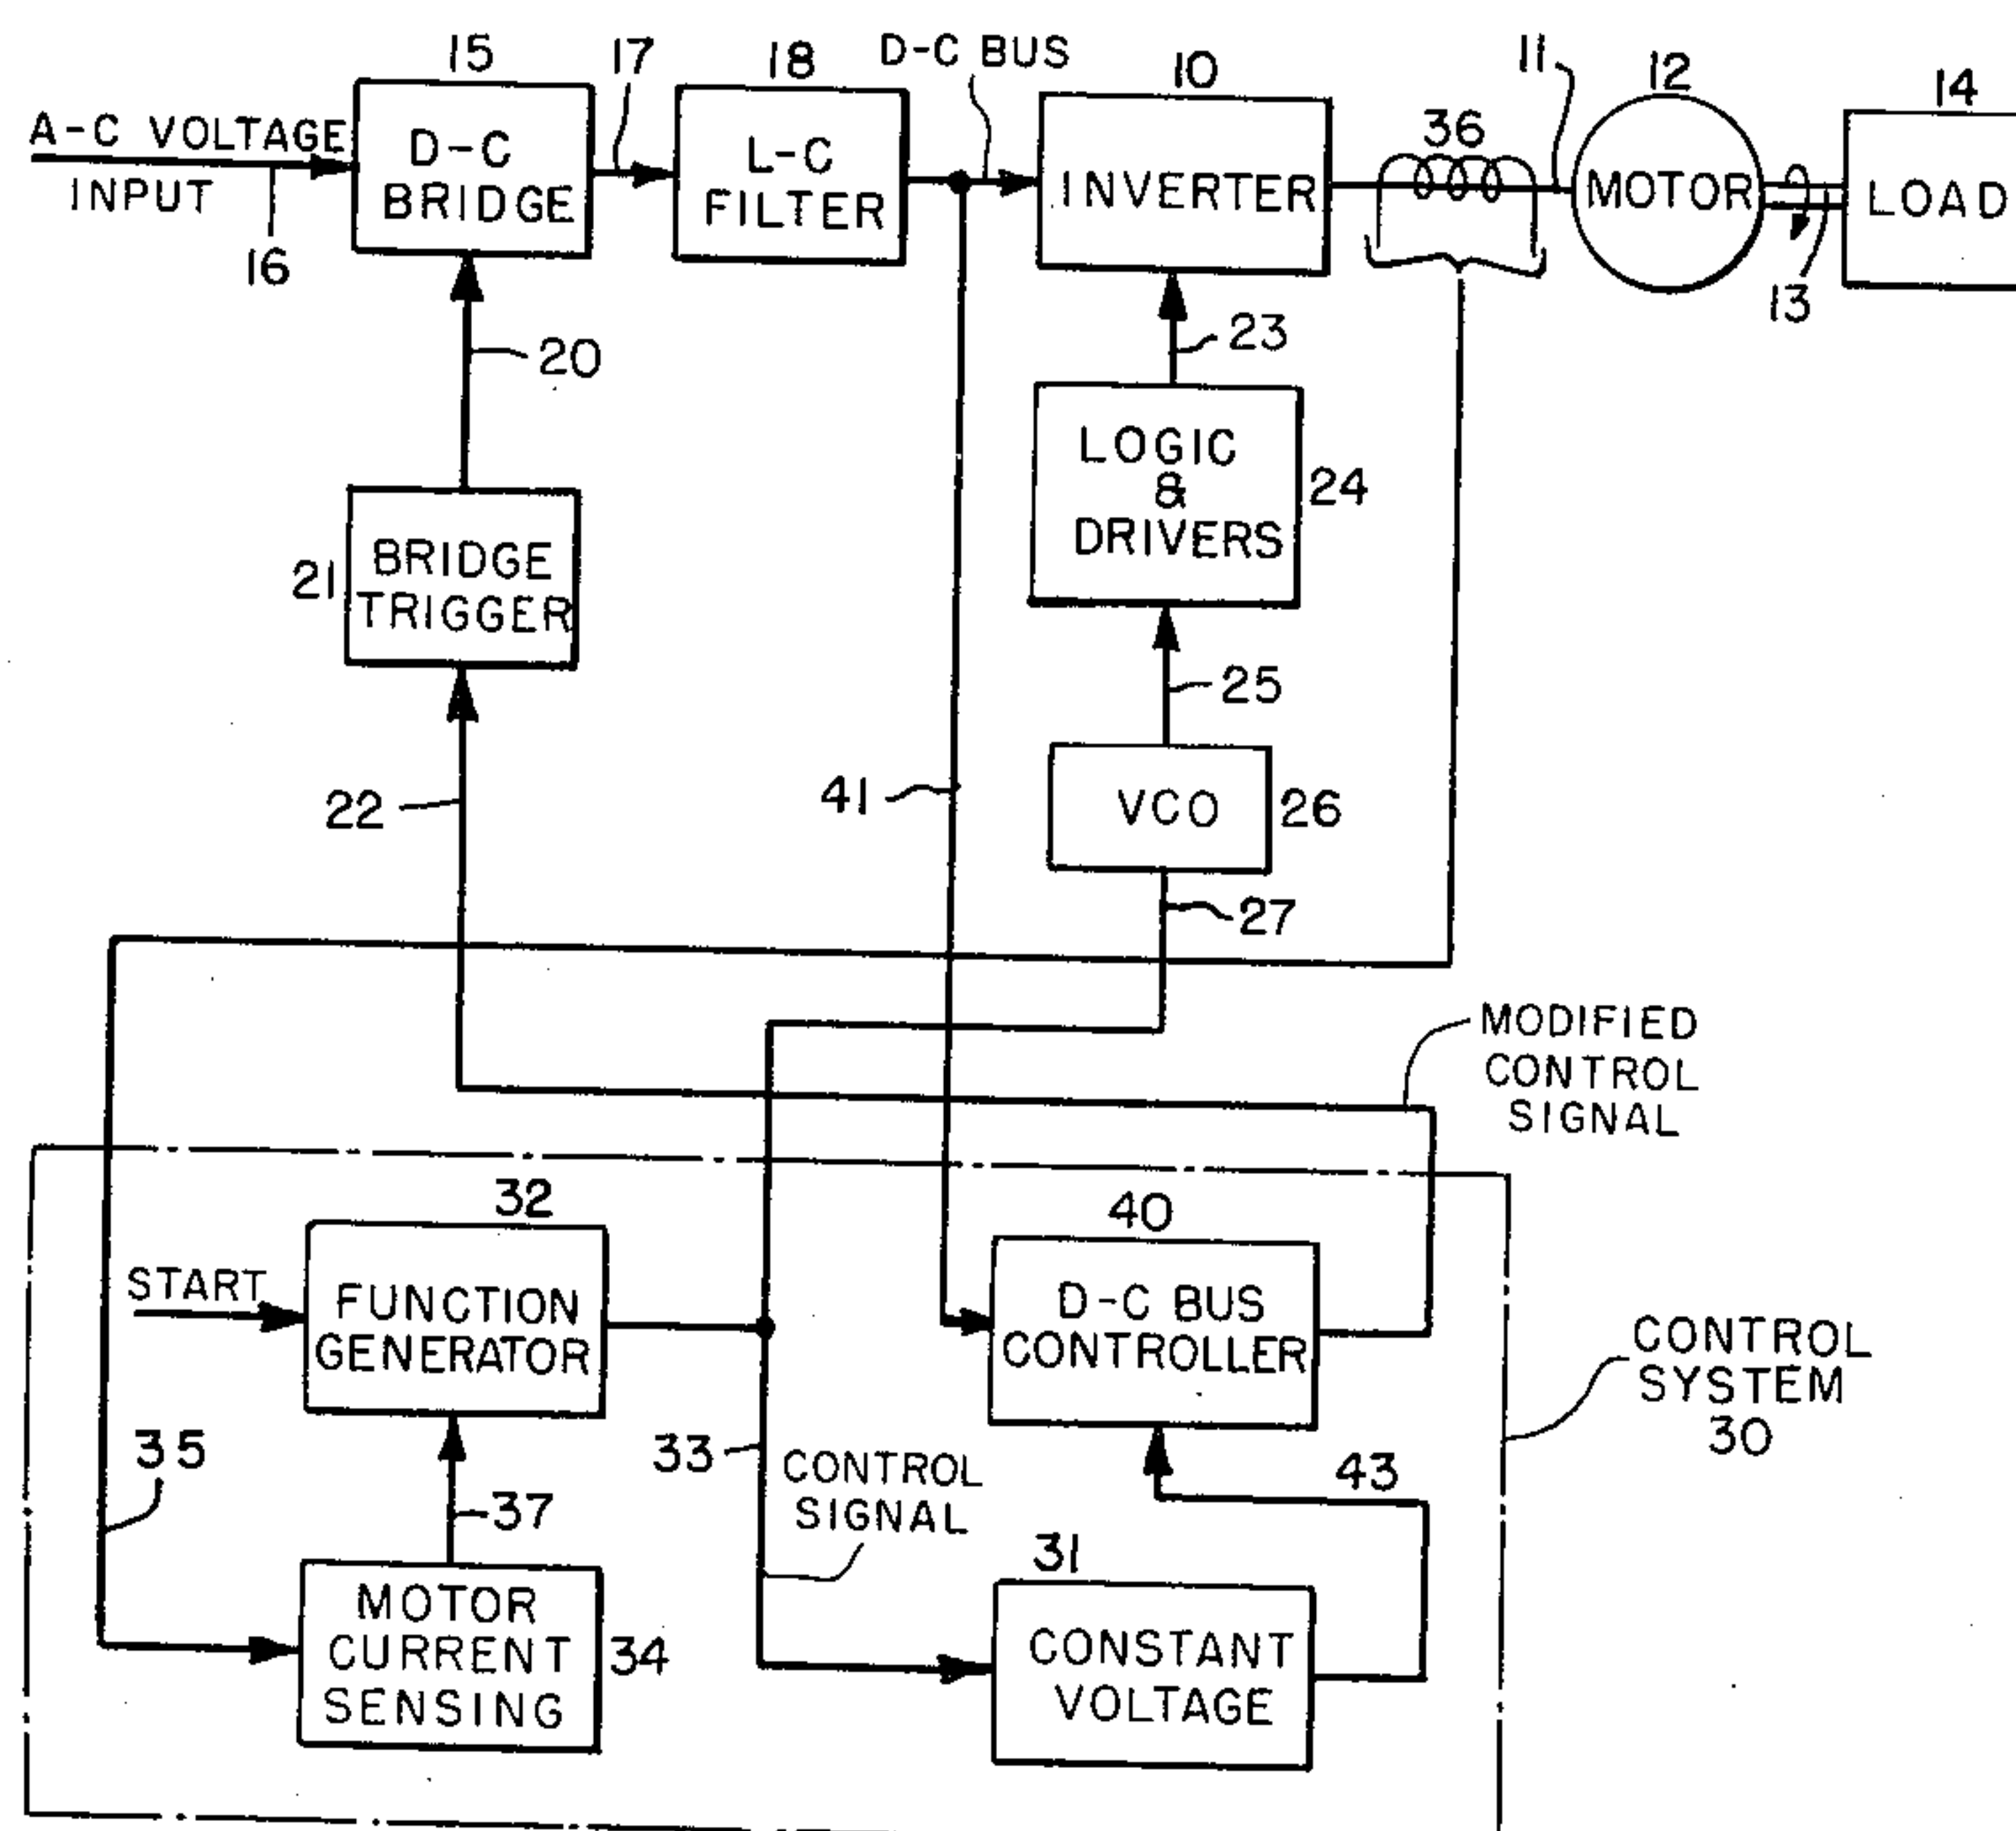 15
17
18
D-C BUS
10
11
12
14
A-C VOLTAGE
INPUT
16
D-C
BRIDGE
L-C
FILTER
INVERTER
36
MOTOR
13
LOAD
20
23
LOGIC
&
DRIVERS
24
21
BRIDGE
TRIGGER
25
22
41
VCO
26
27
MODIFIED
CONTROL
SIGNAL
32
40
START
FUNCTION
GENERATOR
D-C BUS
CONTROLLER
CONTROL
SYSTEM
30
35
37
33
CONTROL
SIGNAL
43
31
MOTOR
CURRENT
SENSING
34
CONSTANT
VOLTAGE